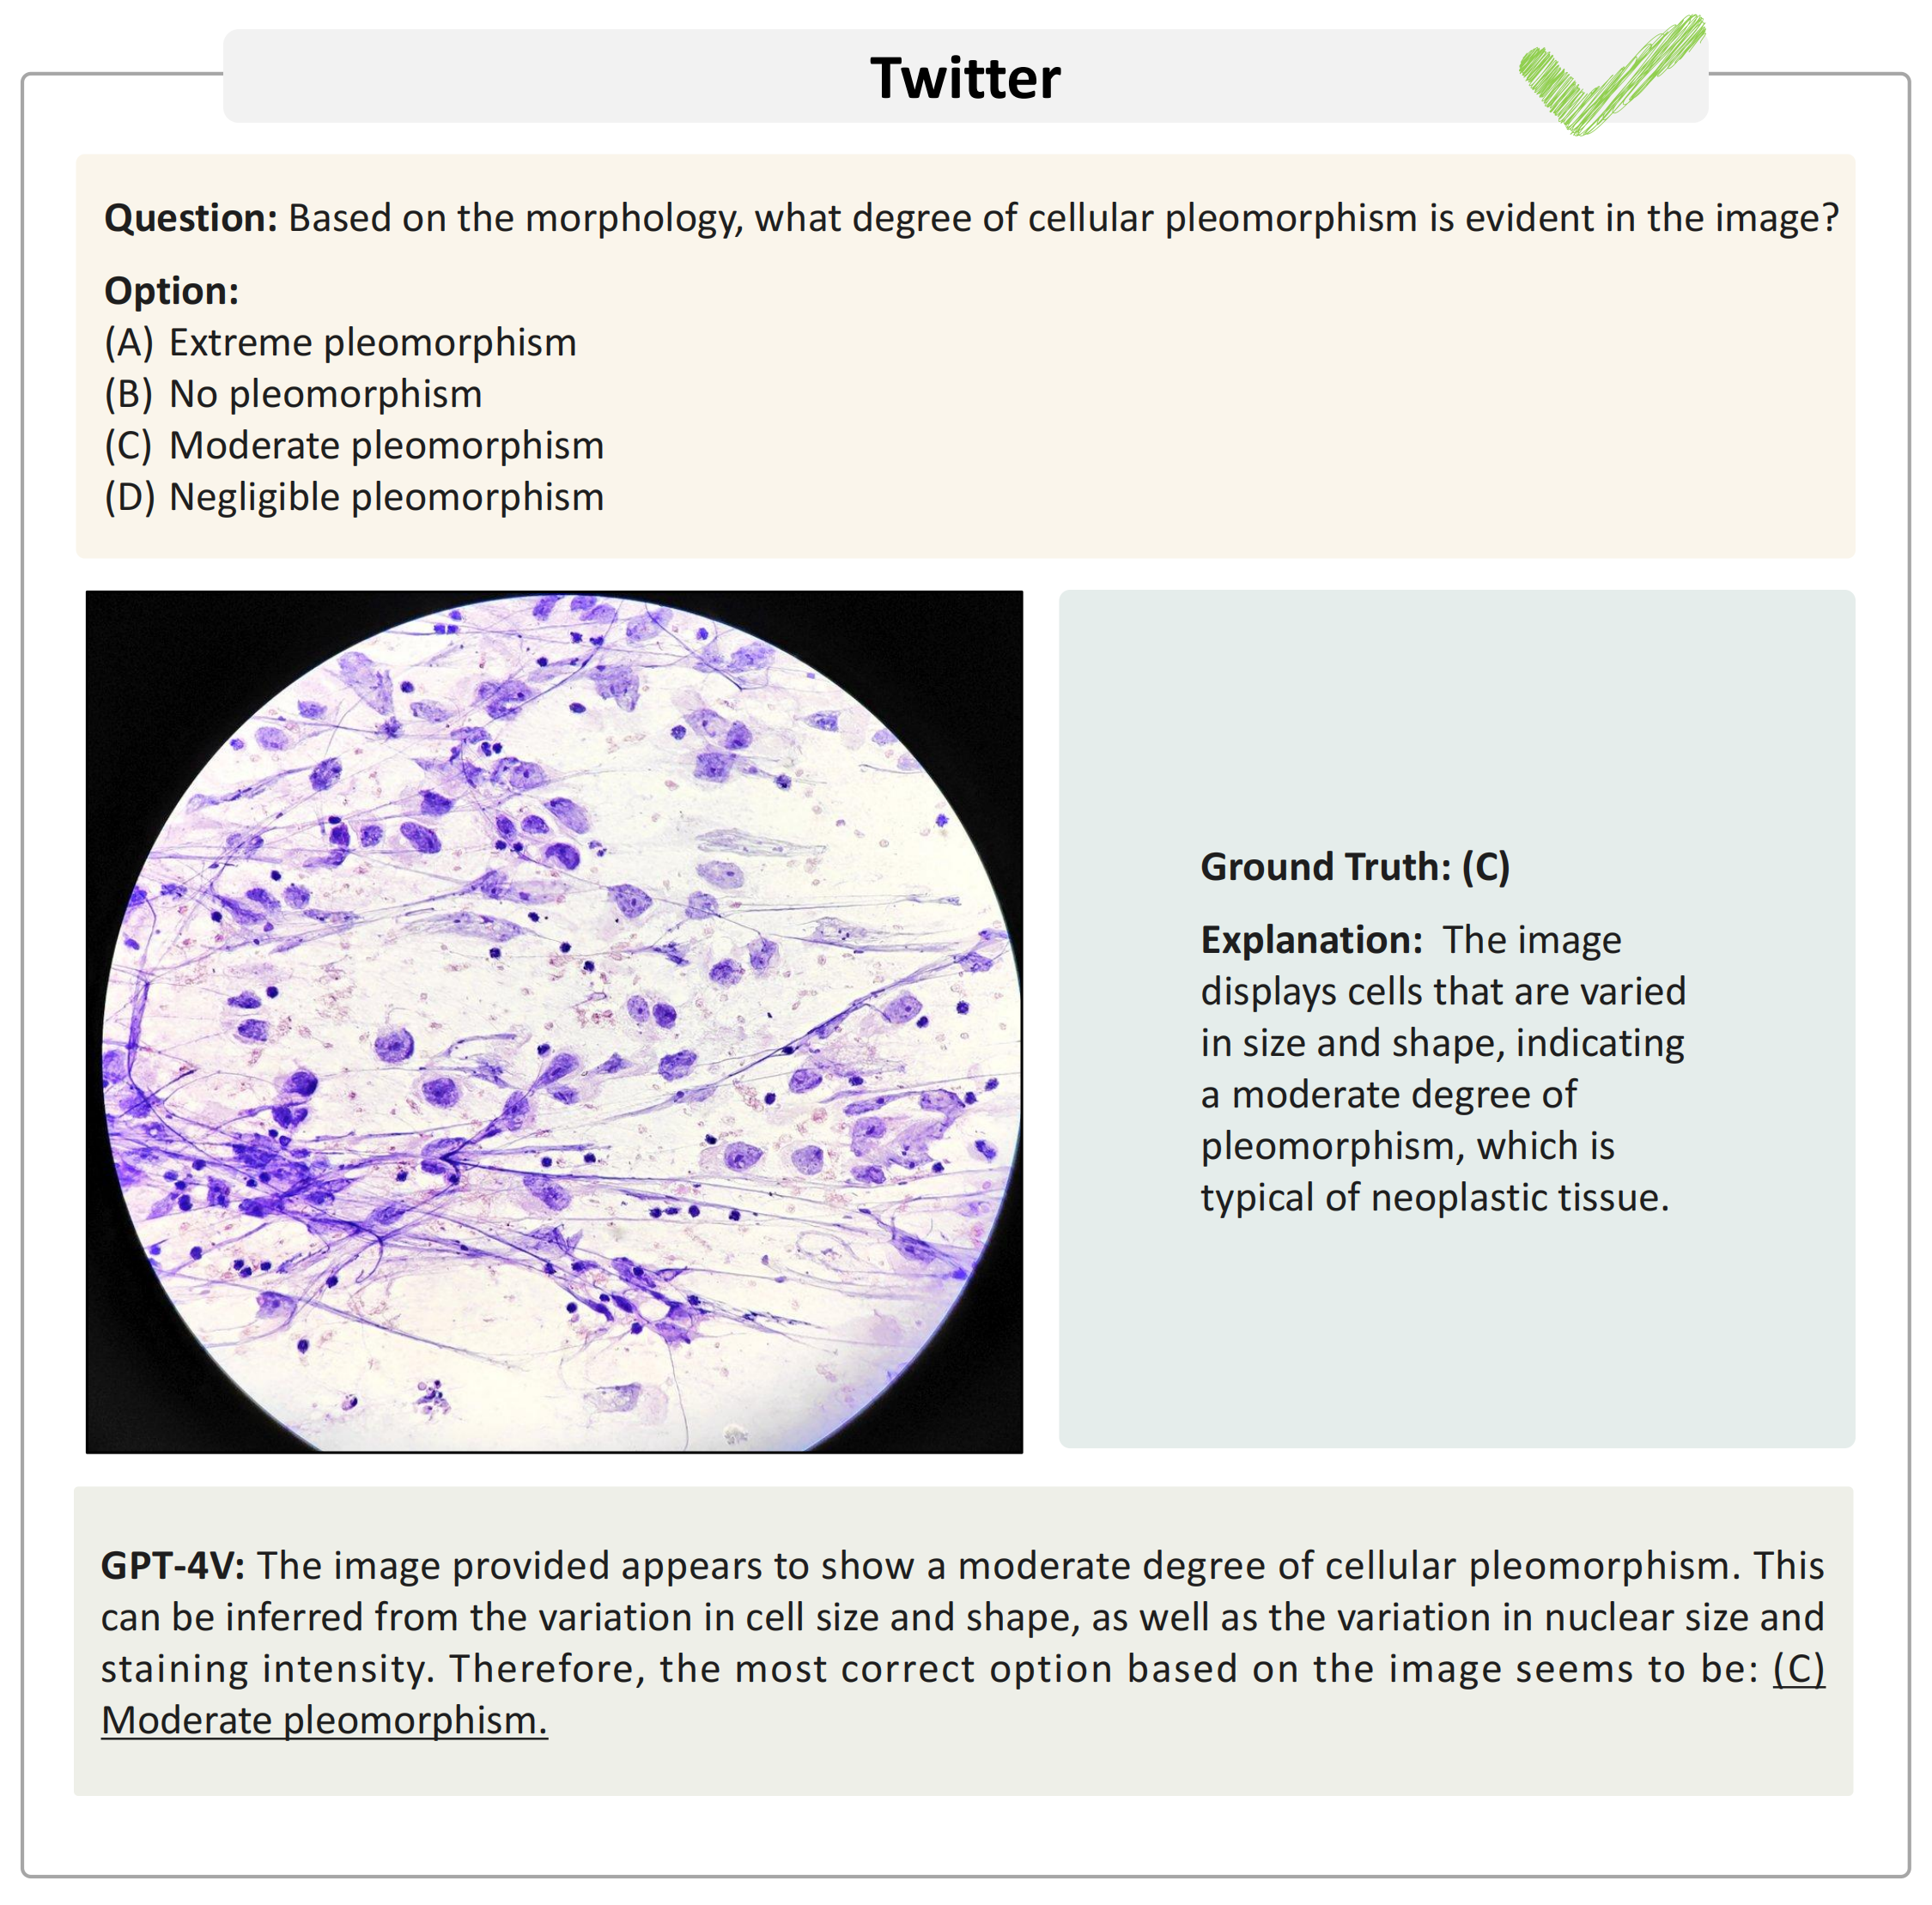 Twitter
Question: Based on the morphology, what degree of cellular pleomorphism is evident in the image?
Option:
(A) Extreme pleomorphism
(B) No pleomorphism
(C) Moderate pleomorphism
(D) Negligible pleomorphism
Ground Truth: (C)
Explanation: The image
displays cells that are varied
in size and shape, indicating
a moderate degree of
pleomorphism, which is
typical of neoplastic tissue.
GPT-4V: The image provided appears to show a moderate degree of cellular pleomorphism. This
can be inferred from the variation in cell size and shape, as well as the variation in nuclear size and
staining intensity. Therefore, the most correct option based on the image seems to be: (C)
Moderate pleomorphism.